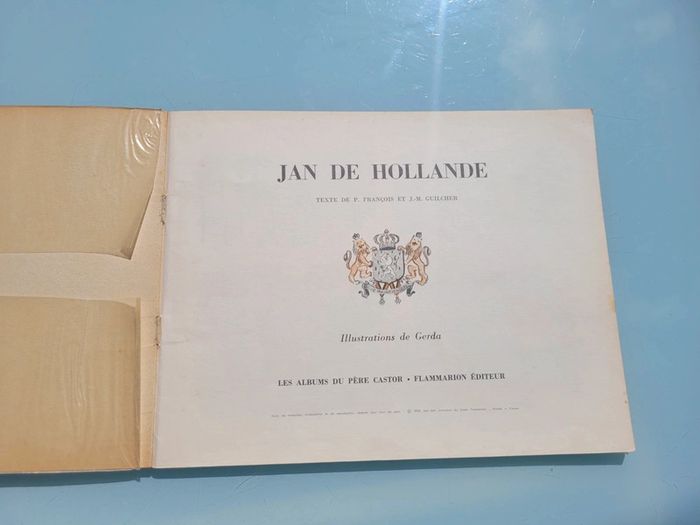 JAN DE HOLLANDE
TEXTE DE P. FRANÇOIS ET J.-M. GUILCHER
Illustrations de Gerda
LES ALBUMS DU PÈRE CASTOR • FLAMMARION ÉDITEUR